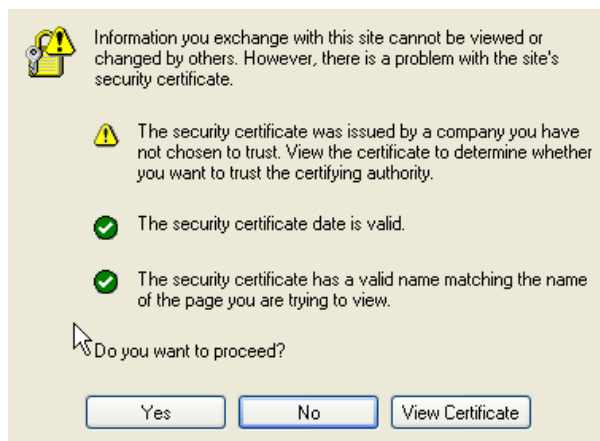 Information you exchange with this site cannot be viewed or
changed by others. However, there is a problem with the site's
security certificate.
The security certificate was issued by a company you have
not chosen to trust. View the certificate to determine whether
you want to trust the certifying authority.
The security certificate date is valid.
The security certificate has a valid name matching the name
of the page you are trying to view.
Do you want to proceed?
Yes No View Certificate